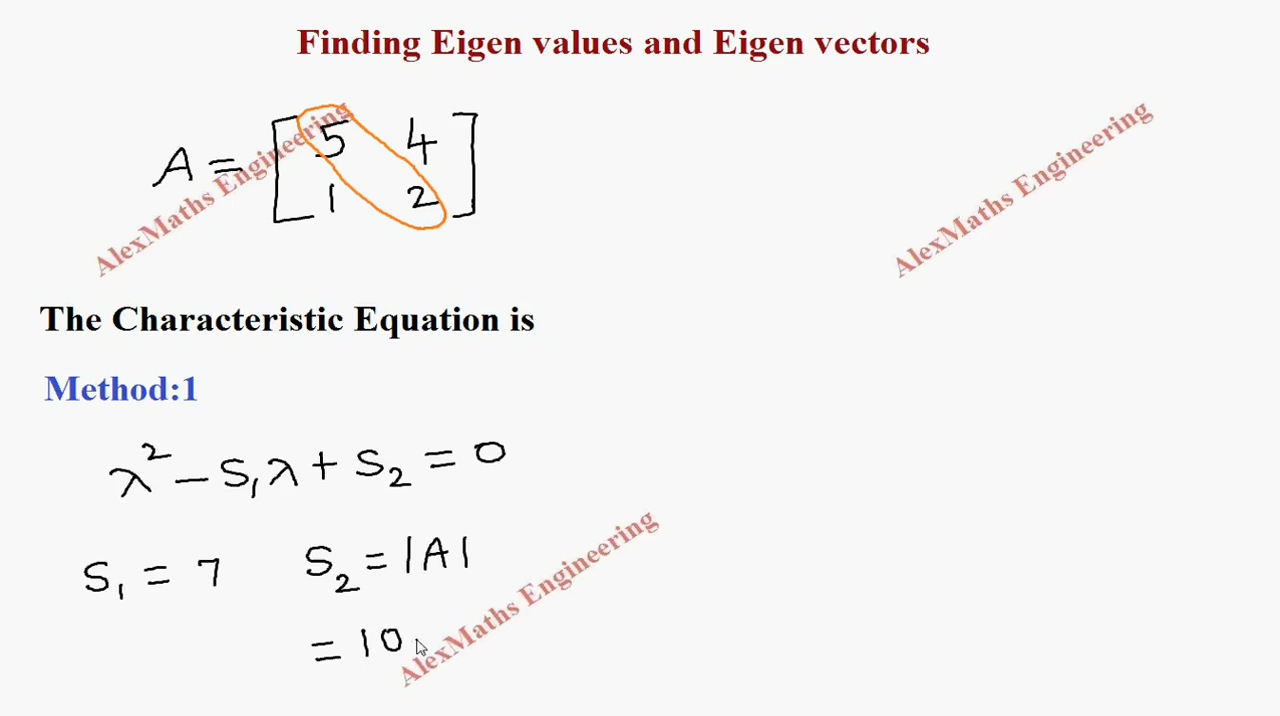 Finding Eigen values and Eigen vectors
A = [ 5 4
1 2 ]
AlexMaths Engineering
AlexMaths Engineering
The Characteristic Equation is
Method:1
λ² − S₁λ + S₂ = 0
S₁ = 7 S₂ = |A|
= 10
AlexMaths Engineering